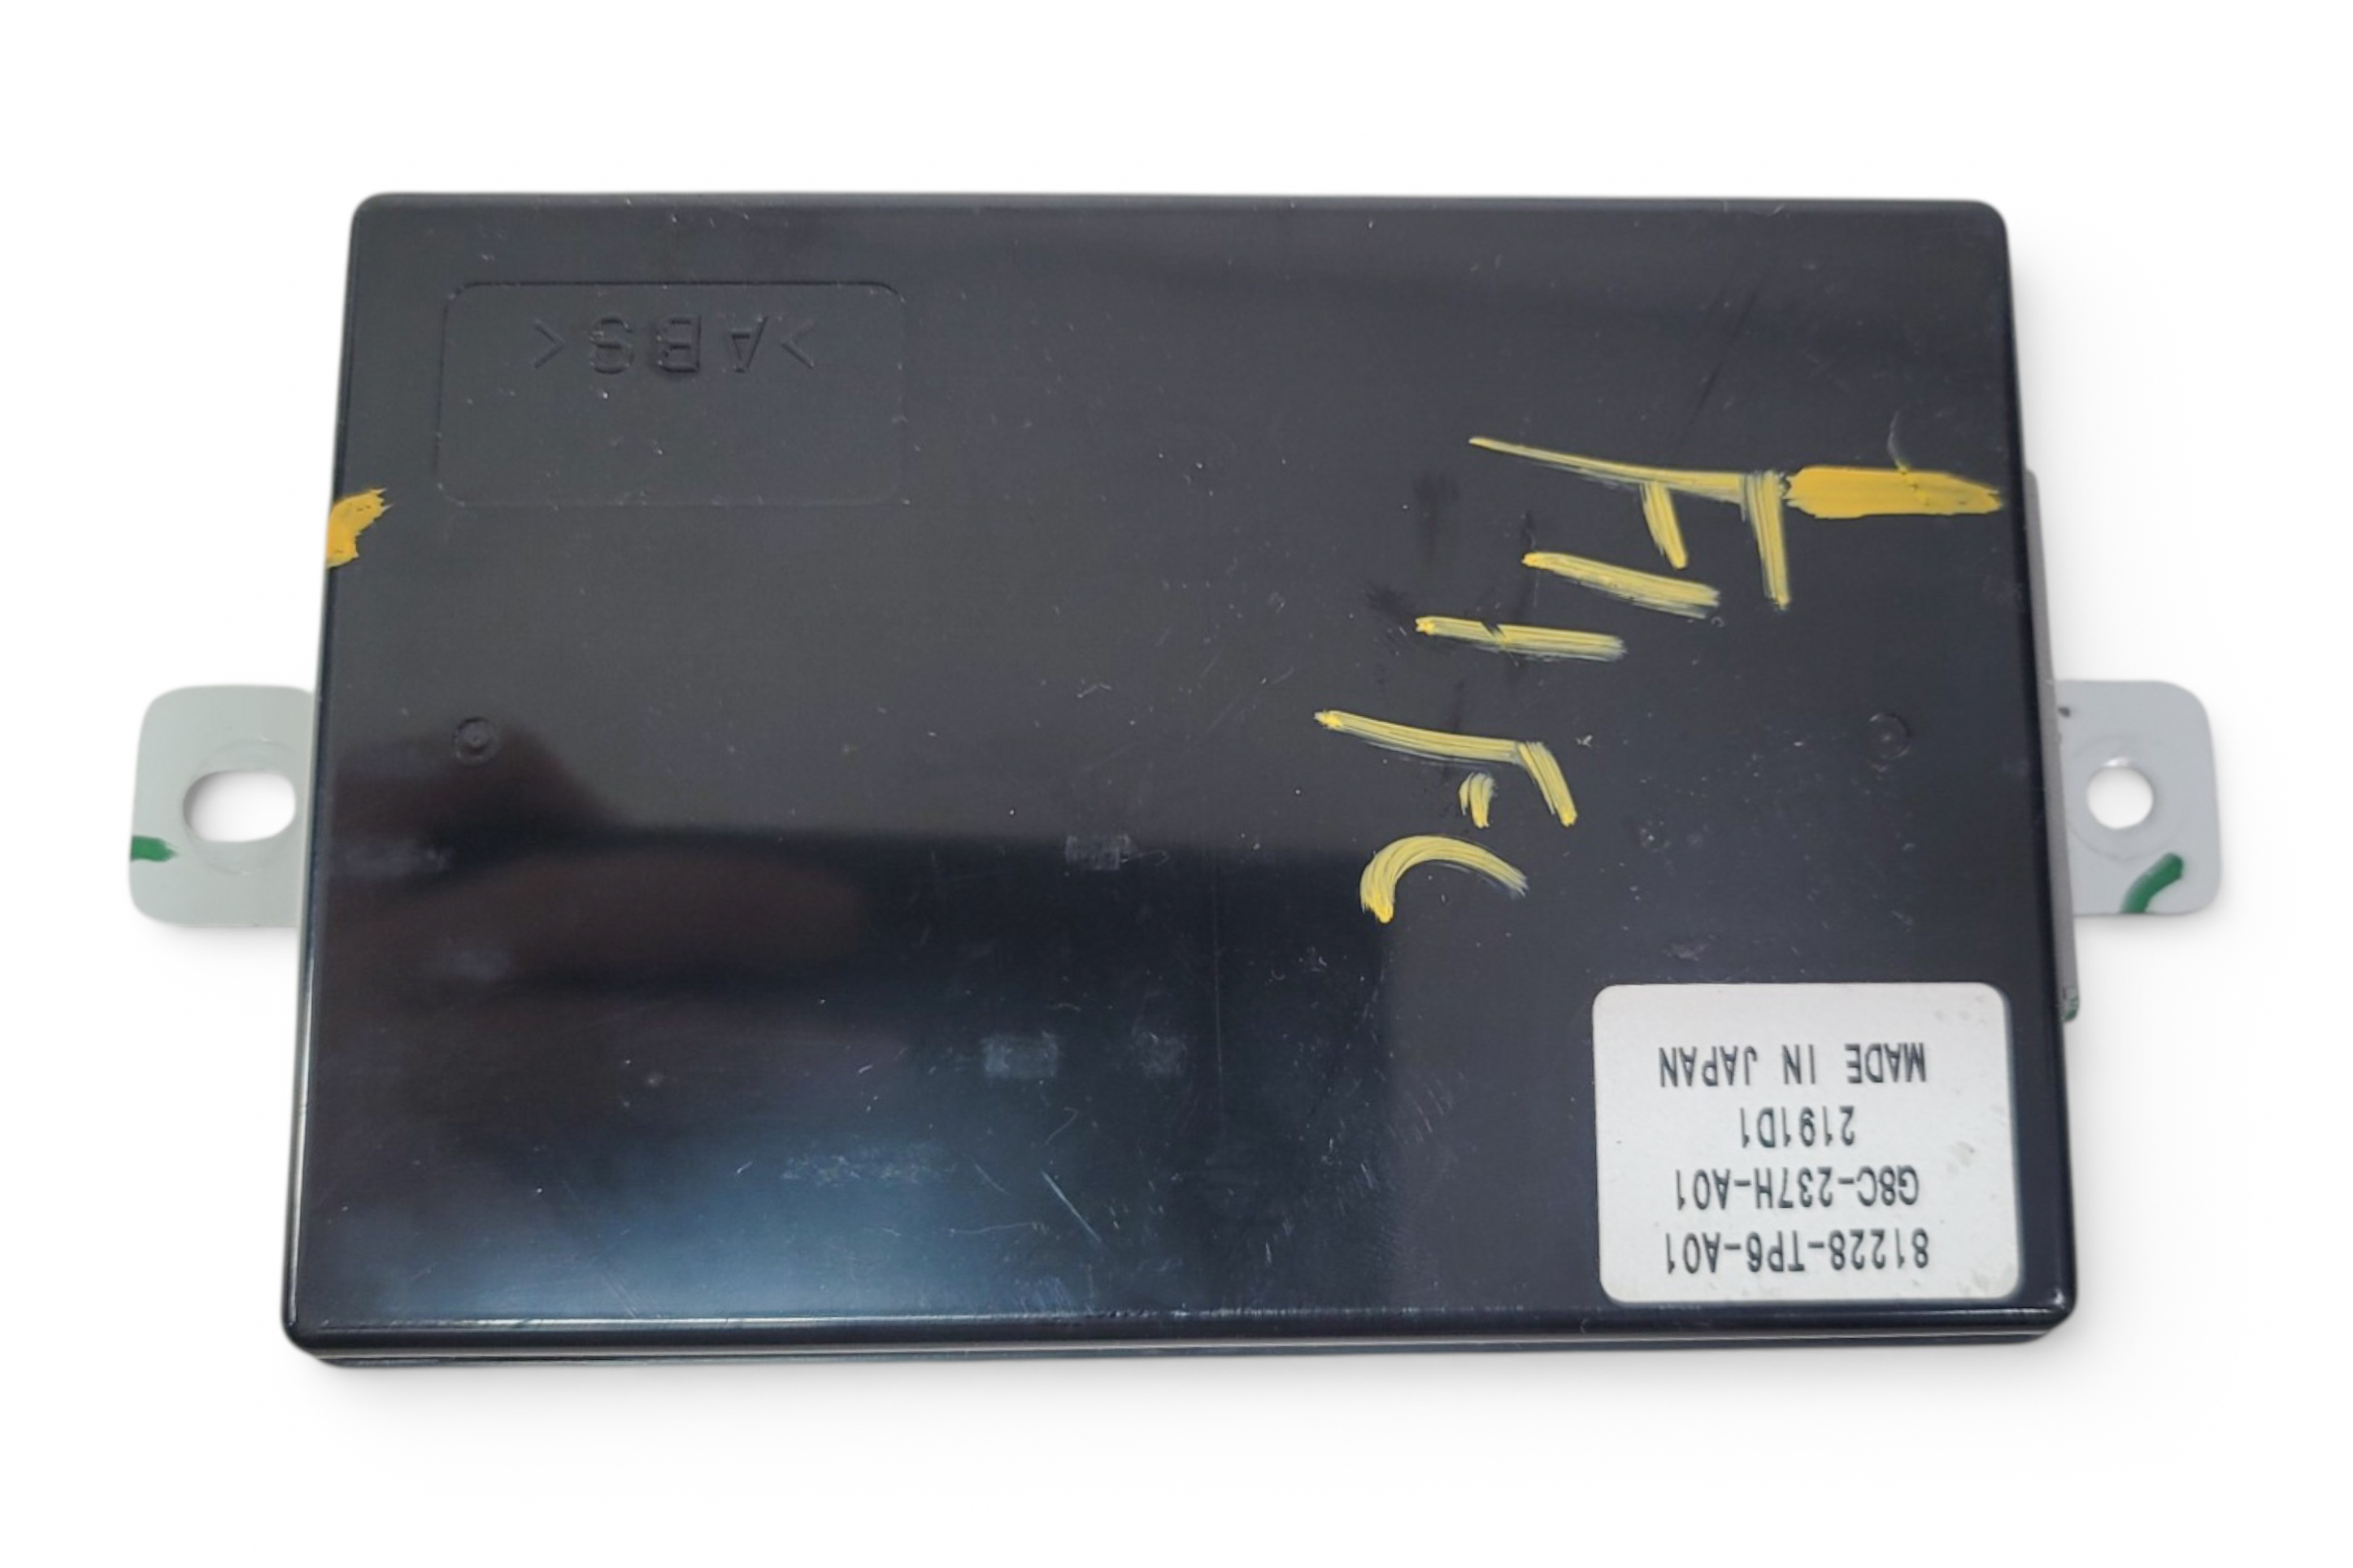 81228-TP6-A01
G8C-237H-A01
2191D1
MADE IN JAPAN
>ABS<